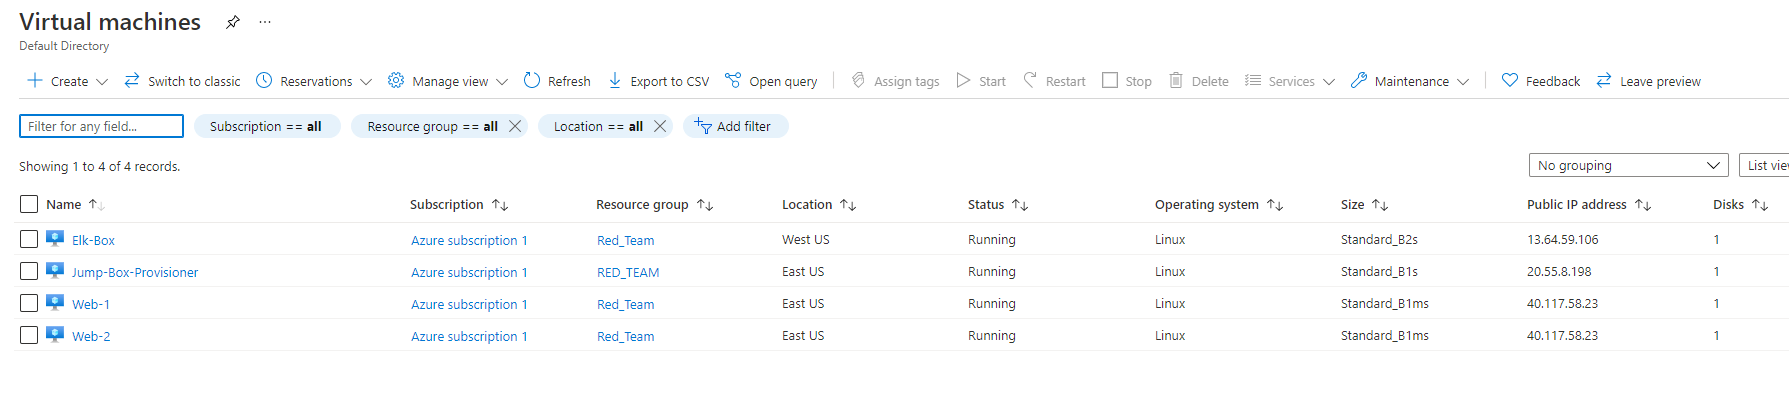 Virtual machines ...
Default Directory
Create Switch to classic Reservations Manage view Refresh Export to CSV Open query Assign tags Start Restart Stop Delete Services Maintenance Feedback Leave preview
Filter for any field... Subscription == all Resource group == all Location == all Add filter
Showing 1 to 4 of 4 records. No grouping List vie
Name Subscription Resource group Location Status Operating system Size Public IP address Disks
Elk-Box Azure subscription 1 Red_Team West US Running Linux Standard_B2s 13.64.59.106 1
Jump-Box-Provisioner Azure subscription 1 RED_TEAM East US Running Linux Standard_B1s 20.55.8.198 1
Web-1 Azure subscription 1 Red_Team East US Running Linux Standard_B1ms 40.117.58.23 1
Web-2 Azure subscription 1 Red_Team East US Running Linux Standard_B1ms 40.117.58.23 1